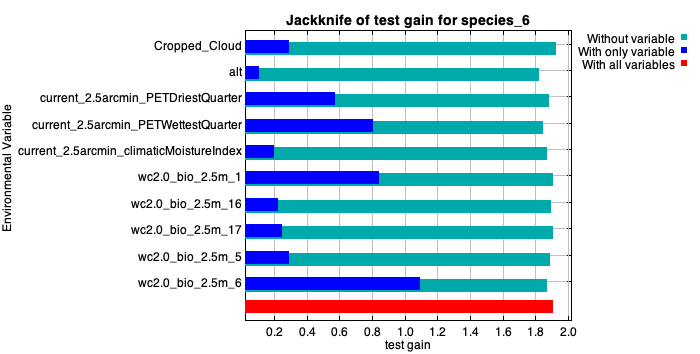 Jackknife of test gain for species_6
Without variable
With only variable
With all variables
Environmental Variable
Cropped_Cloud
alt
current_2.5arcmin_PETDriestQuarter
current_2.5arcmin_PETWettestQuarter
current_2.5arcmin_climaticMoistureIndex
wc2.0_bio_2.5m_1
wc2.0_bio_2.5m_16
wc2.0_bio_2.5m_17
wc2.0_bio_2.5m_5
wc2.0_bio_2.5m_6
0.2 0.4 0.6 0.8 1.0 1.2 1.4 1.6 1.8 2.0
test gain